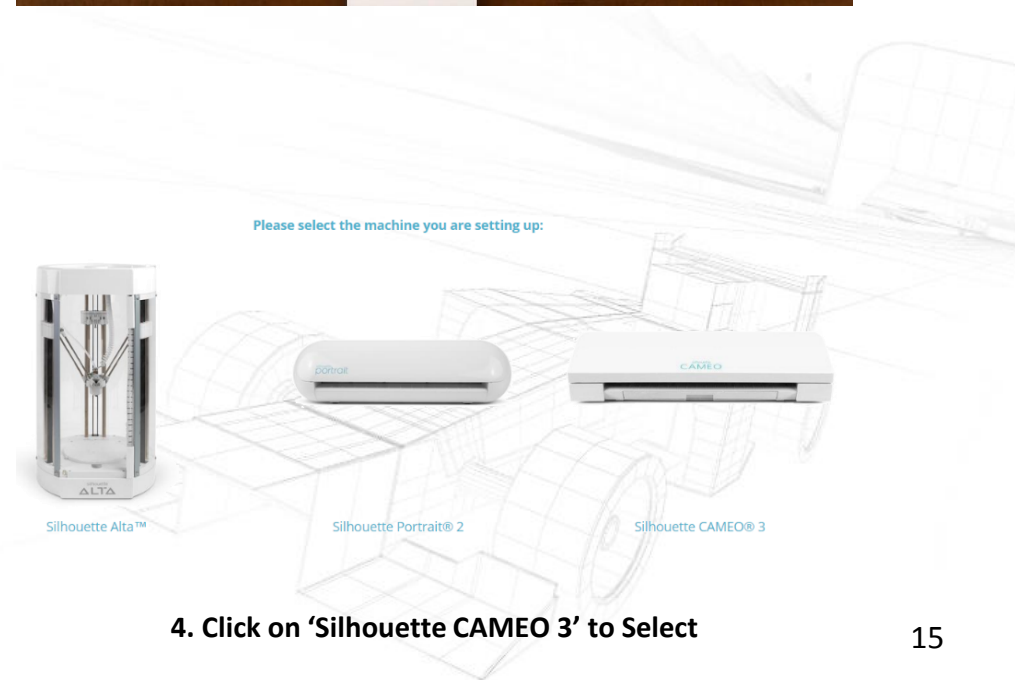 Please select the machine you are setting up:
portrait
CAMEO
ALTA
Silhouette Alta™
Silhouette Portrait® 2
Silhouette CAMEO® 3
4. Click on ‘Silhouette CAMEO 3’ to Select
15